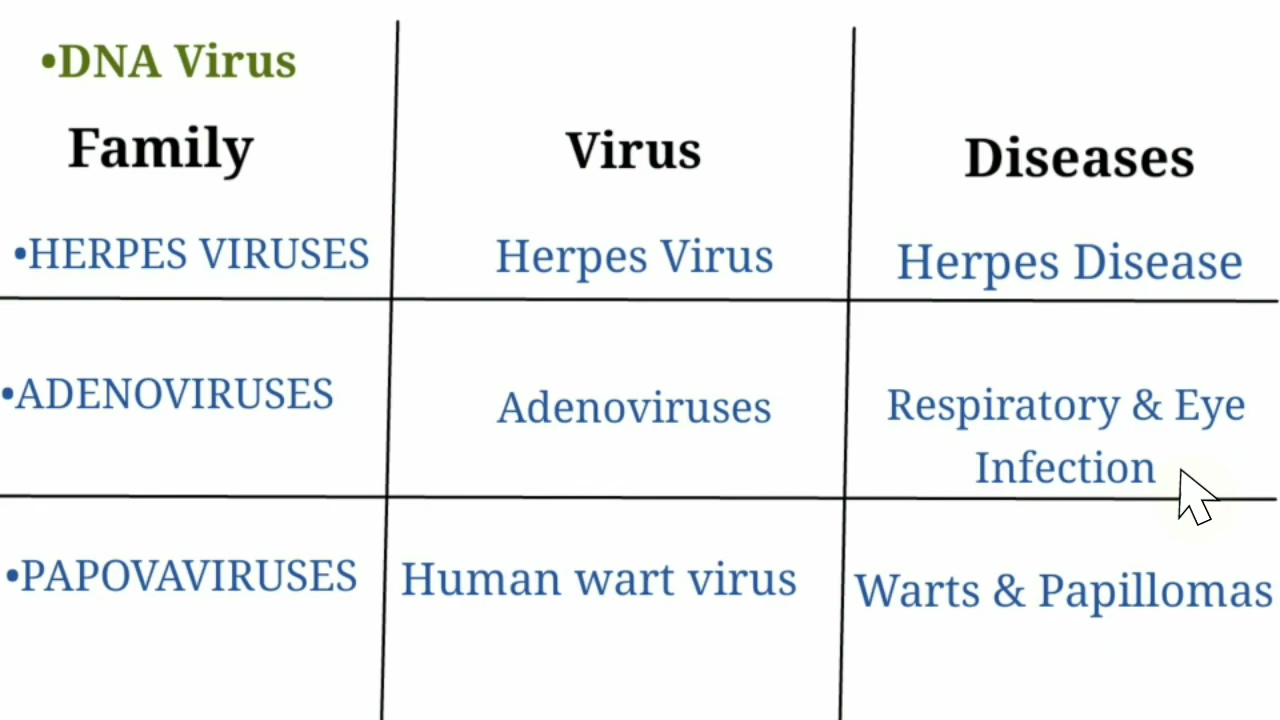 •DNA Virus
Family
Virus
Diseases
•HERPES VIRUSES
Herpes Virus
Herpes Disease
•ADENOVIRUSES
Adenoviruses
Respiratory & Eye
Infection
•PAPOVAVIRUSES
Human wart virus
Warts & Papillomas